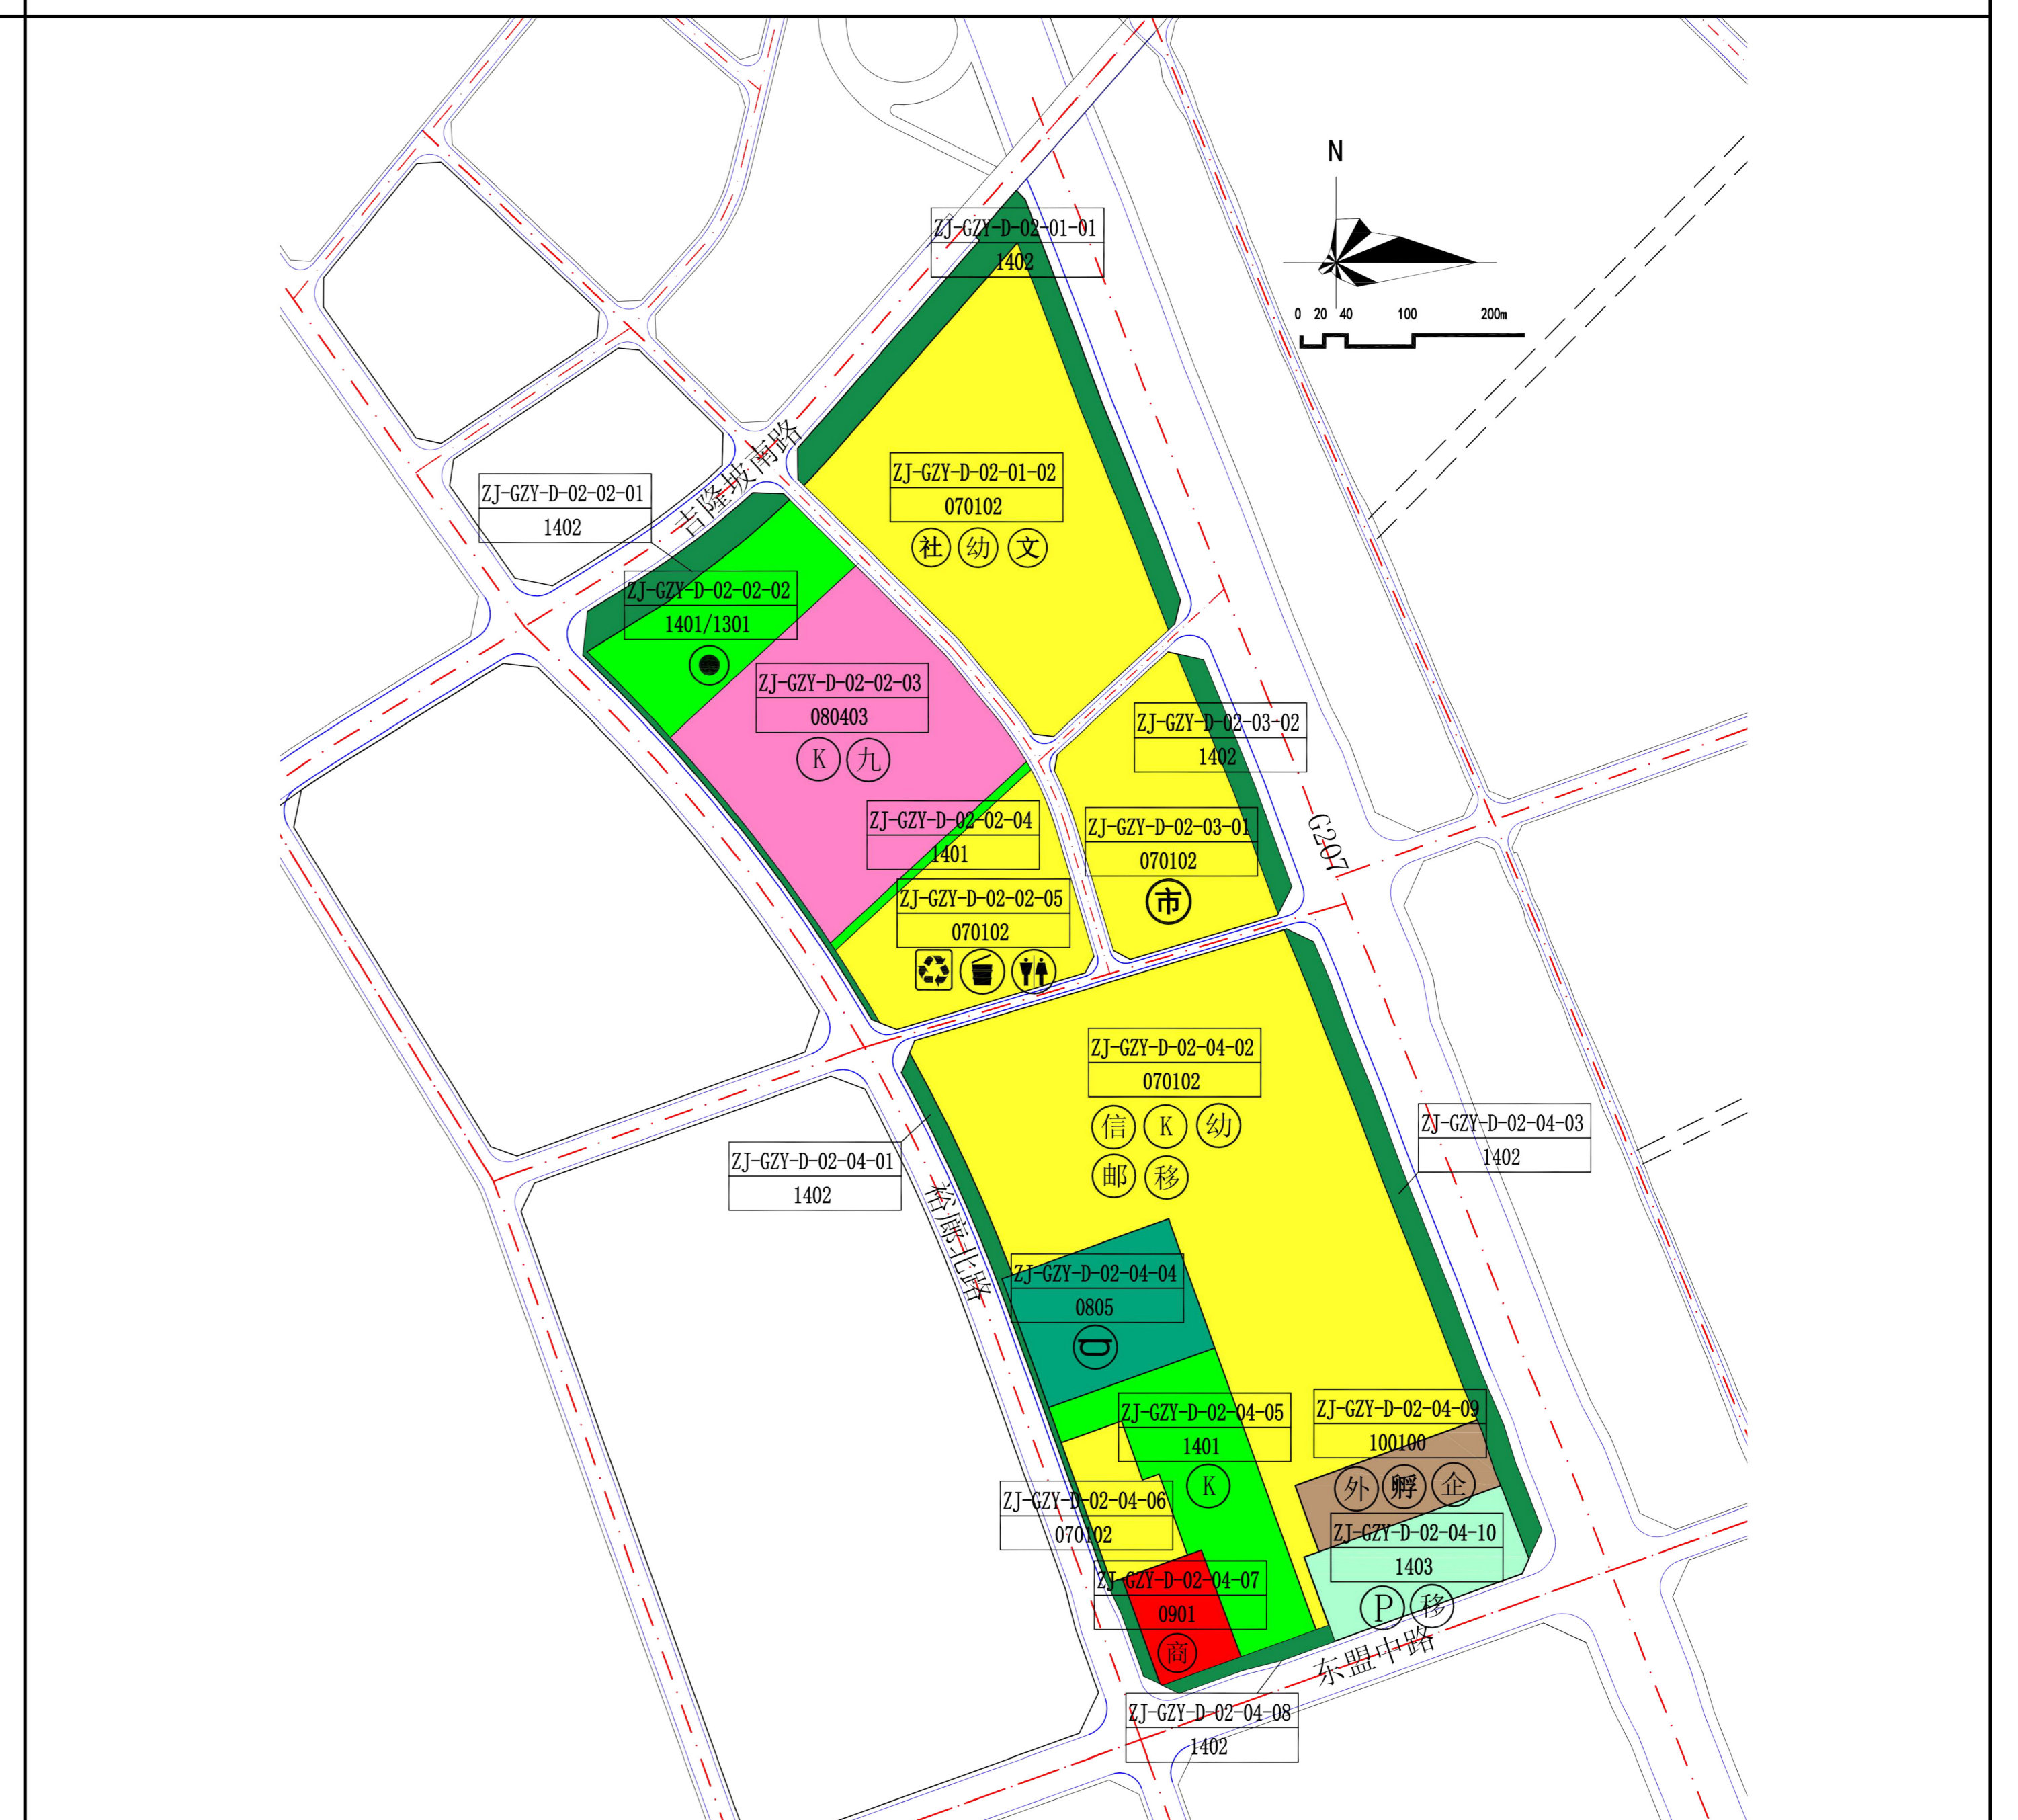 N
0 20 40 100 200m
ZJ-GZY-D-02-01-01
1402
吉隆坡南路
ZJ-GZY-D-02-01-02
070102
社 幼 文
ZJ-GZY-D-02-02-01
1402
ZJ-GZY-D-02-02-02
1401/1301
ZJ-GZY-D-02-02-03
080403
K 九
ZJ-GZY-D-02-03-02
1402
ZJ-GZY-D-02-02-04
1401
ZJ-GZY-D-02-03-01
070102
市
G207
ZJ-GZY-D-02-02-05
070102
ZJ-GZY-D-02-04-02
070102
信 K 幼
邮 移
ZJ-GZY-D-02-04-03
1402
ZJ-GZY-D-02-04-01
1402
裕廊北路
ZJ-GZY-D-02-04-04
0805
ZJ-GZY-D-02-04-05
1401
K
ZJ-GZY-D-02-04-09
100100
外 孵 企
ZJ-GZY-D-02-04-06
070102
ZJ-GZY-D-02-04-10
1403
P 移
ZJ-GZY-D-02-04-07
0901
商
东盟中路
ZJ-GZY-D-02-04-08
1402